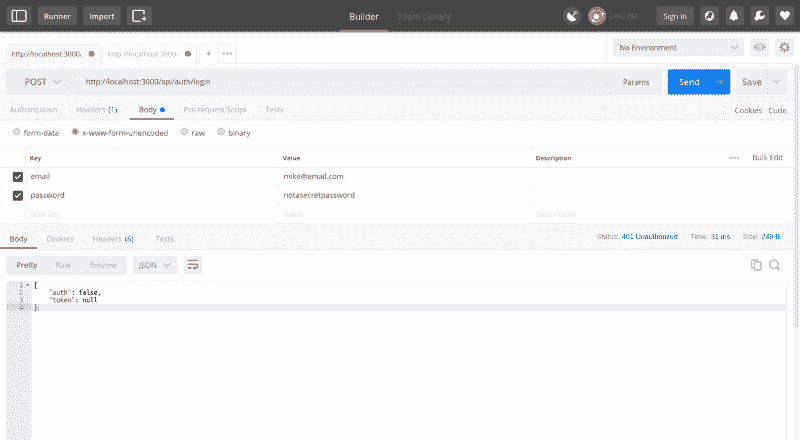 Runner Import Builder Team Library SYNC OFF Sign In
http://localhost:3000/ http://localhost:3000/ + ••• No Environment
POST http://localhost:3000/api/auth/login Params Send Save
Authorization Headers (1) Body Pre-request Script Tests Cookies Code
form-data x-www-form-urlencoded raw binary
Key Value Description ••• Bulk Edit
email mike@email.com
password notasecretpassword
New key Value Description
Body Cookies Headers (6) Tests Status: 401 Unauthorized Time: 31 ms Size: 249 B
Pretty Raw Preview JSON
1 {
2 "auth": false,
3 "token": null
4 }